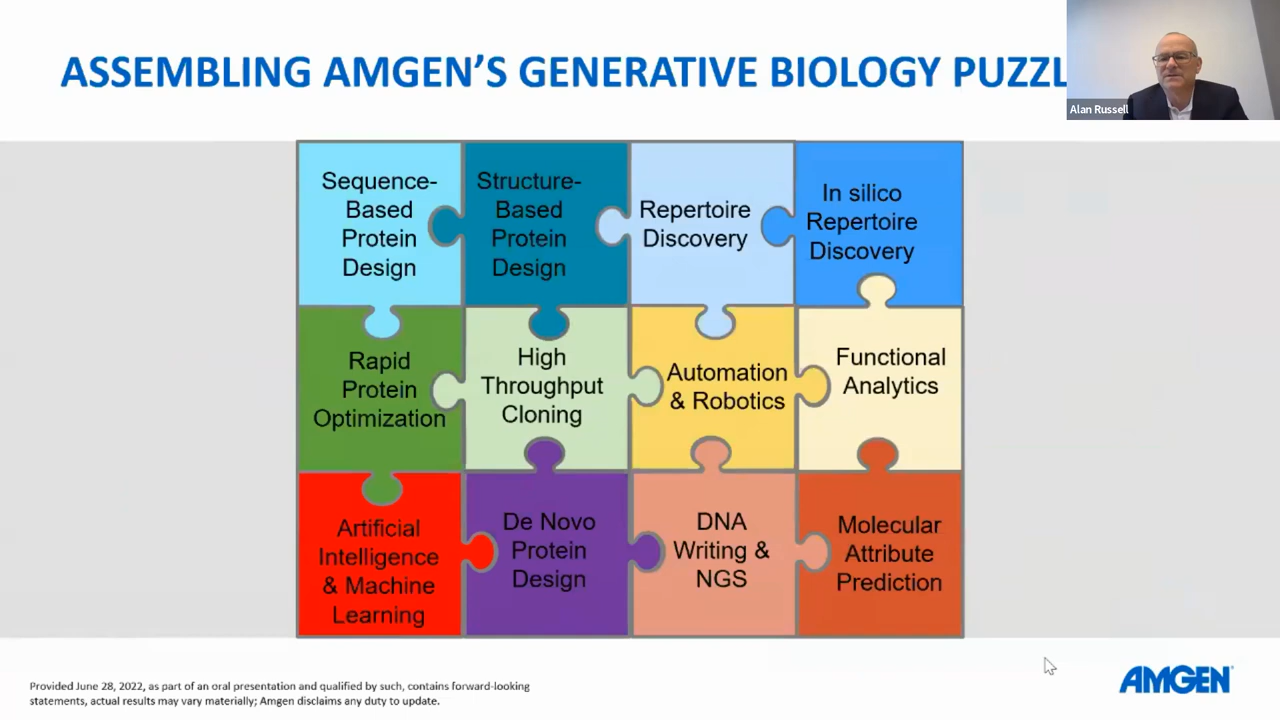 ASSEMBLING AMGEN'S GENERATIVE BIOLOGY PUZZL
Alan Russell
Sequence-
Based
Protein
Design
Structure-
Based
Protein
Design
Repertoire
Discovery
In silico
Repertoire
Discovery
Rapid
Protein
Optimization
High
Throughput
Cloning
Automation
& Robotics
Functional
Analytics
Artificial
Intelligence
& Machine
Learning
De Novo
Protein
Design
DNA
Writing &
NGS
Molecular
Attribute
Prediction
Provided June 28, 2022, as part of an oral presentation and qualified by such, contains forward-looking
statements, actual results may vary materially; Amgen disclaims any duty to update.
AMGEN